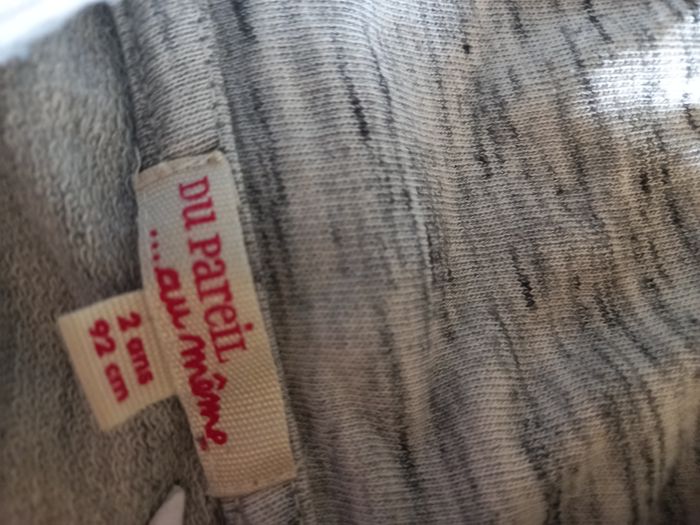 DU PAREIL
...au même
2 ans
92 cm